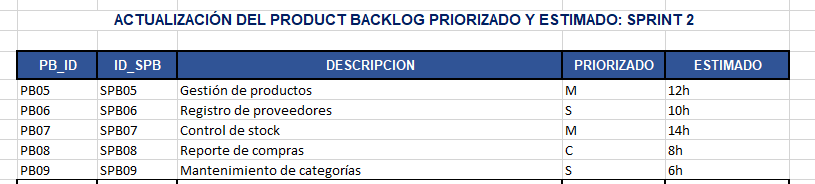 ACTUALIZACIÓN DEL PRODUCT BACKLOG PRIORIZADO Y ESTIMADO: SPRINT 2
PB_ID ID_SPB DESCRIPCION PRIORIZADO ESTIMADO
PB05 SPB05 Gestión de productos M 12h
PB06 SPB06 Registro de proveedores S 10h
PB07 SPB07 Control de stock M 14h
PB08 SPB08 Reporte de compras C 8h
PB09 SPB09 Mantenimiento de categorías S 6h